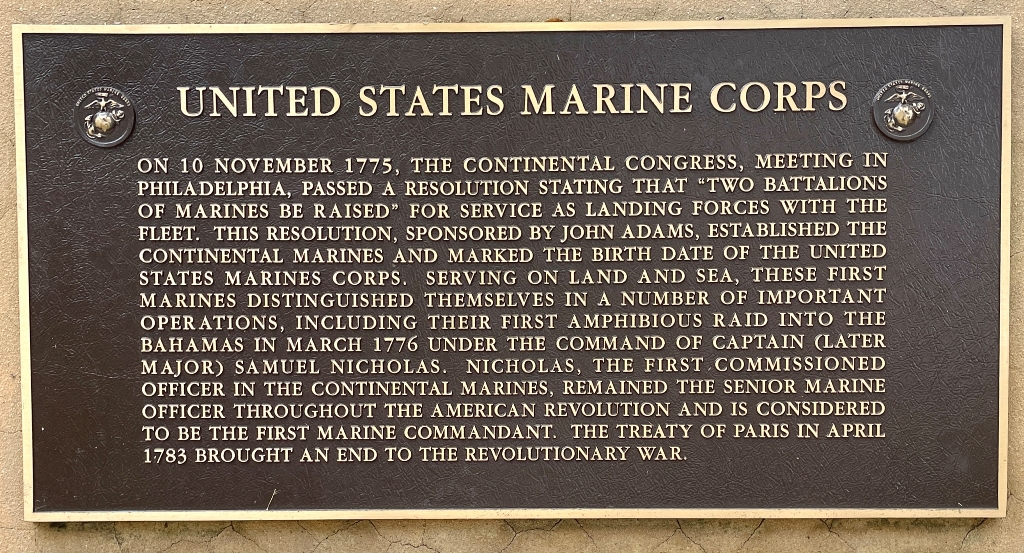 UNITED STATES MARINE CORPS
ON 10 NOVEMBER 1775, THE CONTINENTAL CONGRESS, MEETING IN
PHILADELPHIA, PASSED A RESOLUTION STATING THAT “TWO BATTALIONS
OF MARINES BE RAISED” FOR SERVICE AS LANDING FORCES WITH THE
FLEET. THIS RESOLUTION, SPONSORED BY JOHN ADAMS, ESTABLISHED THE
CONTINENTAL MARINES AND MARKED THE BIRTH DATE OF THE UNITED
STATES MARINES CORPS. SERVING ON LAND AND SEA, THESE FIRST
MARINES DISTINGUISHED THEMSELVES IN A NUMBER OF IMPORTANT
OPERATIONS, INCLUDING THEIR FIRST AMPHIBIOUS RAID INTO THE
BAHAMAS IN MARCH 1776 UNDER THE COMMAND OF CAPTAIN (LATER
MAJOR) SAMUEL NICHOLAS. NICHOLAS, THE FIRST COMMISSIONED
OFFICER IN THE CONTINENTAL MARINES, REMAINED THE SENIOR MARINE
OFFICER THROUGHOUT THE AMERICAN REVOLUTION AND IS CONSIDERED
TO BE THE FIRST MARINE COMMANDANT. THE TREATY OF PARIS IN APRIL
1783 BROUGHT AN END TO THE REVOLUTIONARY WAR.